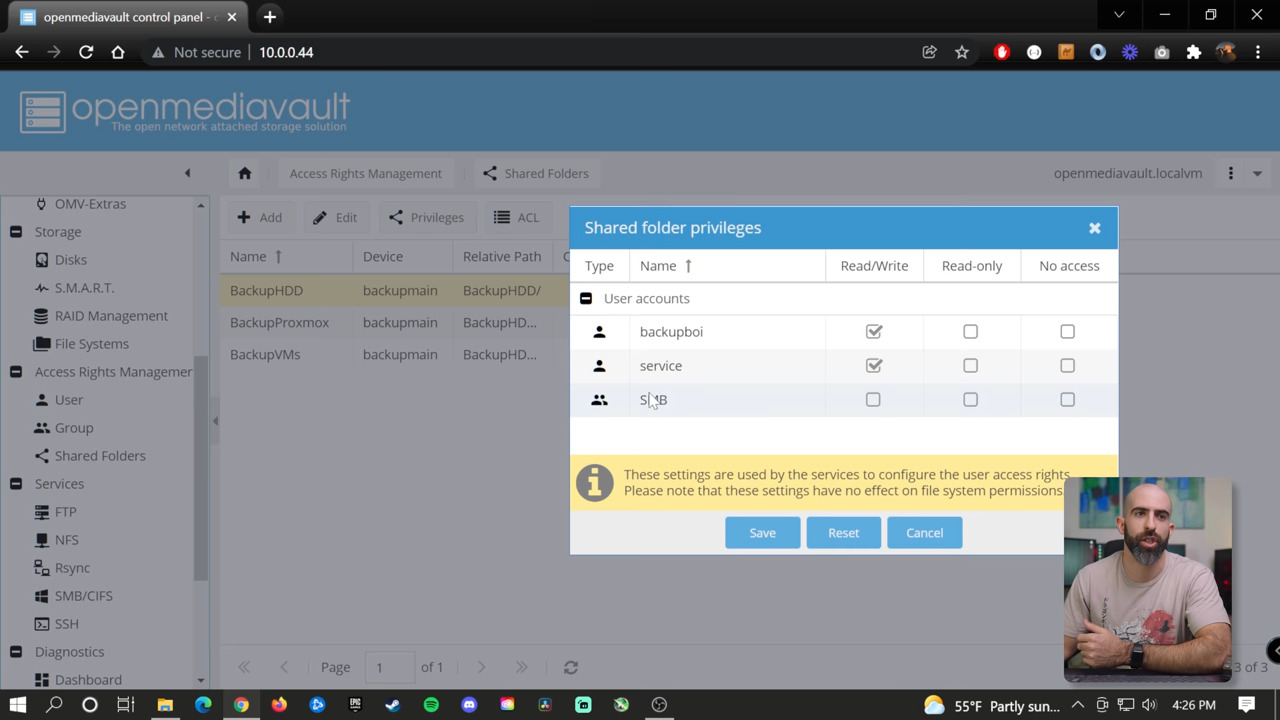 openmediavault control panel - c
Not secure 10.0.0.44
openmediavault
The open network attached storage solution
Access Rights Management
Shared Folders
openmediavault.localvm
OMV-Extras
Storage
Disks
S.M.A.R.T.
RAID Management
File Systems
Access Rights Managemer
User
Group
Shared Folders
Services
FTP
NFS
Rsync
SMB/CIFS
SSH
Diagnostics
Dashboard
Add
Edit
Privileges
ACL
Name
Device
Relative Path
C
BackupHDD
backupmain
BackupHDD/
BackupProxmox
backupmain
BackupHD...
BackupVMs
backupmain
BackupHD...
Shared folder privileges
Type
Name
Read/Write
Read-only
No access
User accounts
backupboi
service
SMB
These settings are used by the services to configure the user access rights.
Please note that these settings have no effect on file system permissions.
Save
Reset
Cancel
Page 1 of 1
3 of 3
55°F Partly sun...
4:26 PM